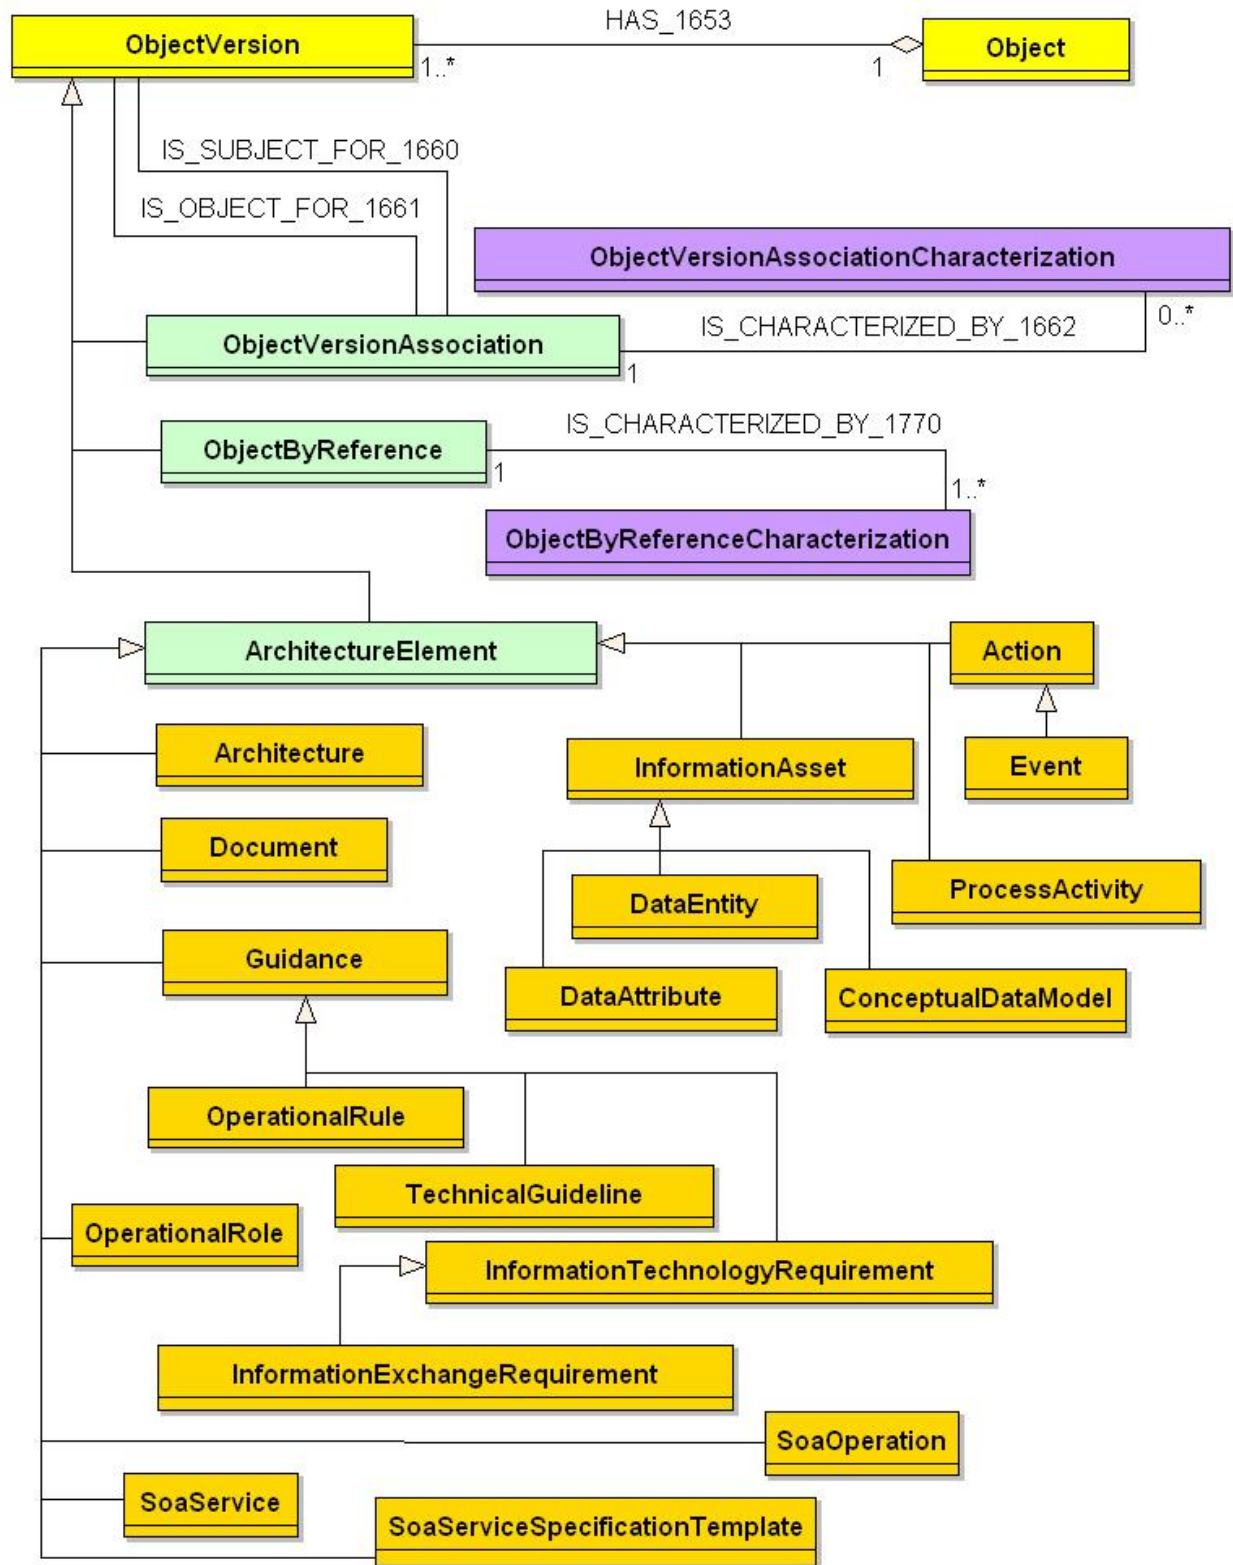 HAS_1653
ObjectVersion
Object
1..*
1
IS_SUBJECT_FOR_1660
IS_OBJECT_FOR_1661
ObjectVersionAssociationCharacterization
0..*
ObjectVersionAssociation
IS_CHARACTERIZED_BY_1662
1
IS_CHARACTERIZED_BY_1770
ObjectByReference
1
1..*
ObjectByReferenceCharacterization
ArchitectureElement
Action
Architecture
InformationAsset
Event
Document
ProcessActivity
DataEntity
Guidance
DataAttribute
ConceptualDataModel
OperationalRule
TechnicalGuideline
OperationalRole
InformationTechnologyRequirement
InformationExchangeRequirement
SoaOperation
SoaService
SoaServiceSpecificationTemplate